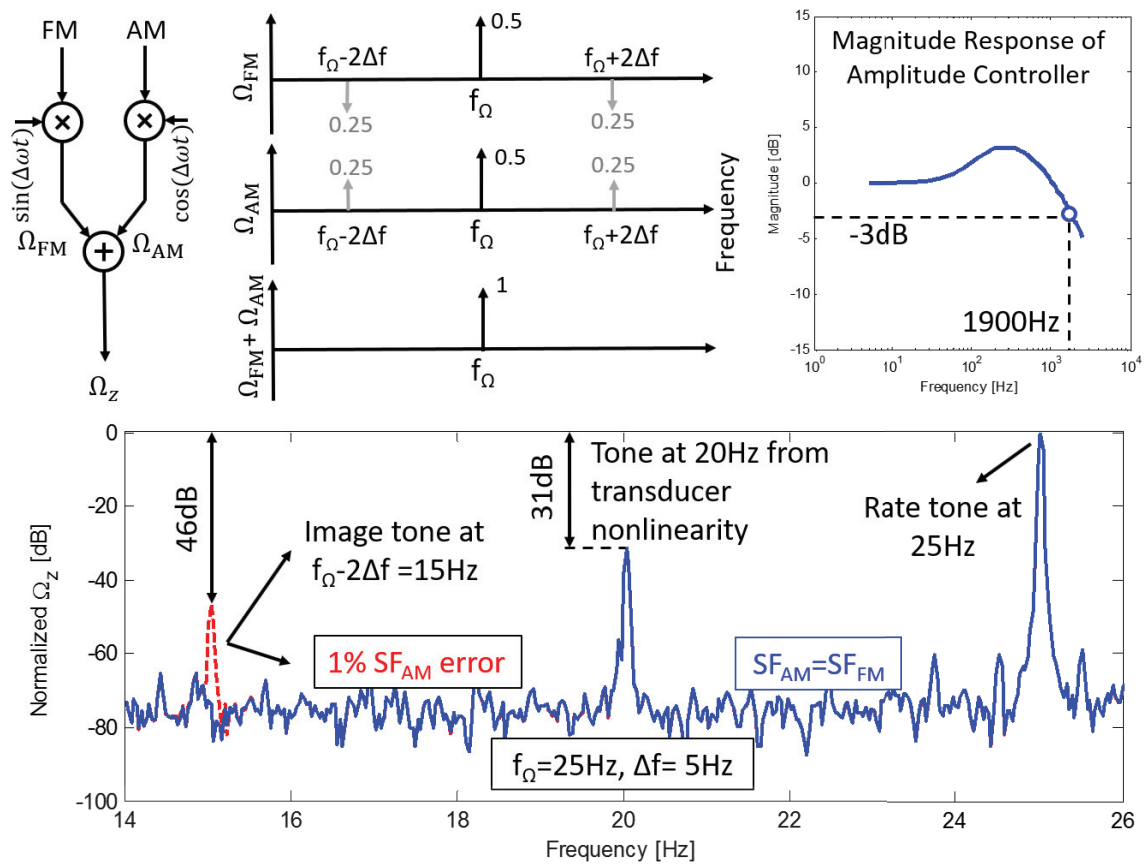 FM
AM
sin(Δωt)
cos(Δωt)
Ω_FM
Ω_AM
Ω_z
Ω_FM
f_Ω-2Δf
0.5
f_Ω+2Δf
f_Ω
0.25
0.25
Ω_AM
0.25
0.5
0.25
f_Ω-2Δf
f_Ω
f_Ω+2Δf
Ω_FM + Ω_AM
1
f_Ω
Frequency
Magnitude Response of
Amplitude Controller
Magnitude [dB]
15
10
5
0
-5
-10
-15
-3dB
1900Hz
10^0
10^1
10^2
10^3
10^4
Frequency [Hz]
Normalized Ω_z [dB]
0
-20
-40
-60
-80
-100
46dB
Image tone at
f_Ω-2Δf =15Hz
31dB
Tone at 20Hz from
transducer
nonlinearity
Rate tone at
25Hz
1% SF_AM error
SF_AM=SF_FM
f_Ω=25Hz, Δf= 5Hz
14
16
18
20
22
24
26
Frequency [Hz]